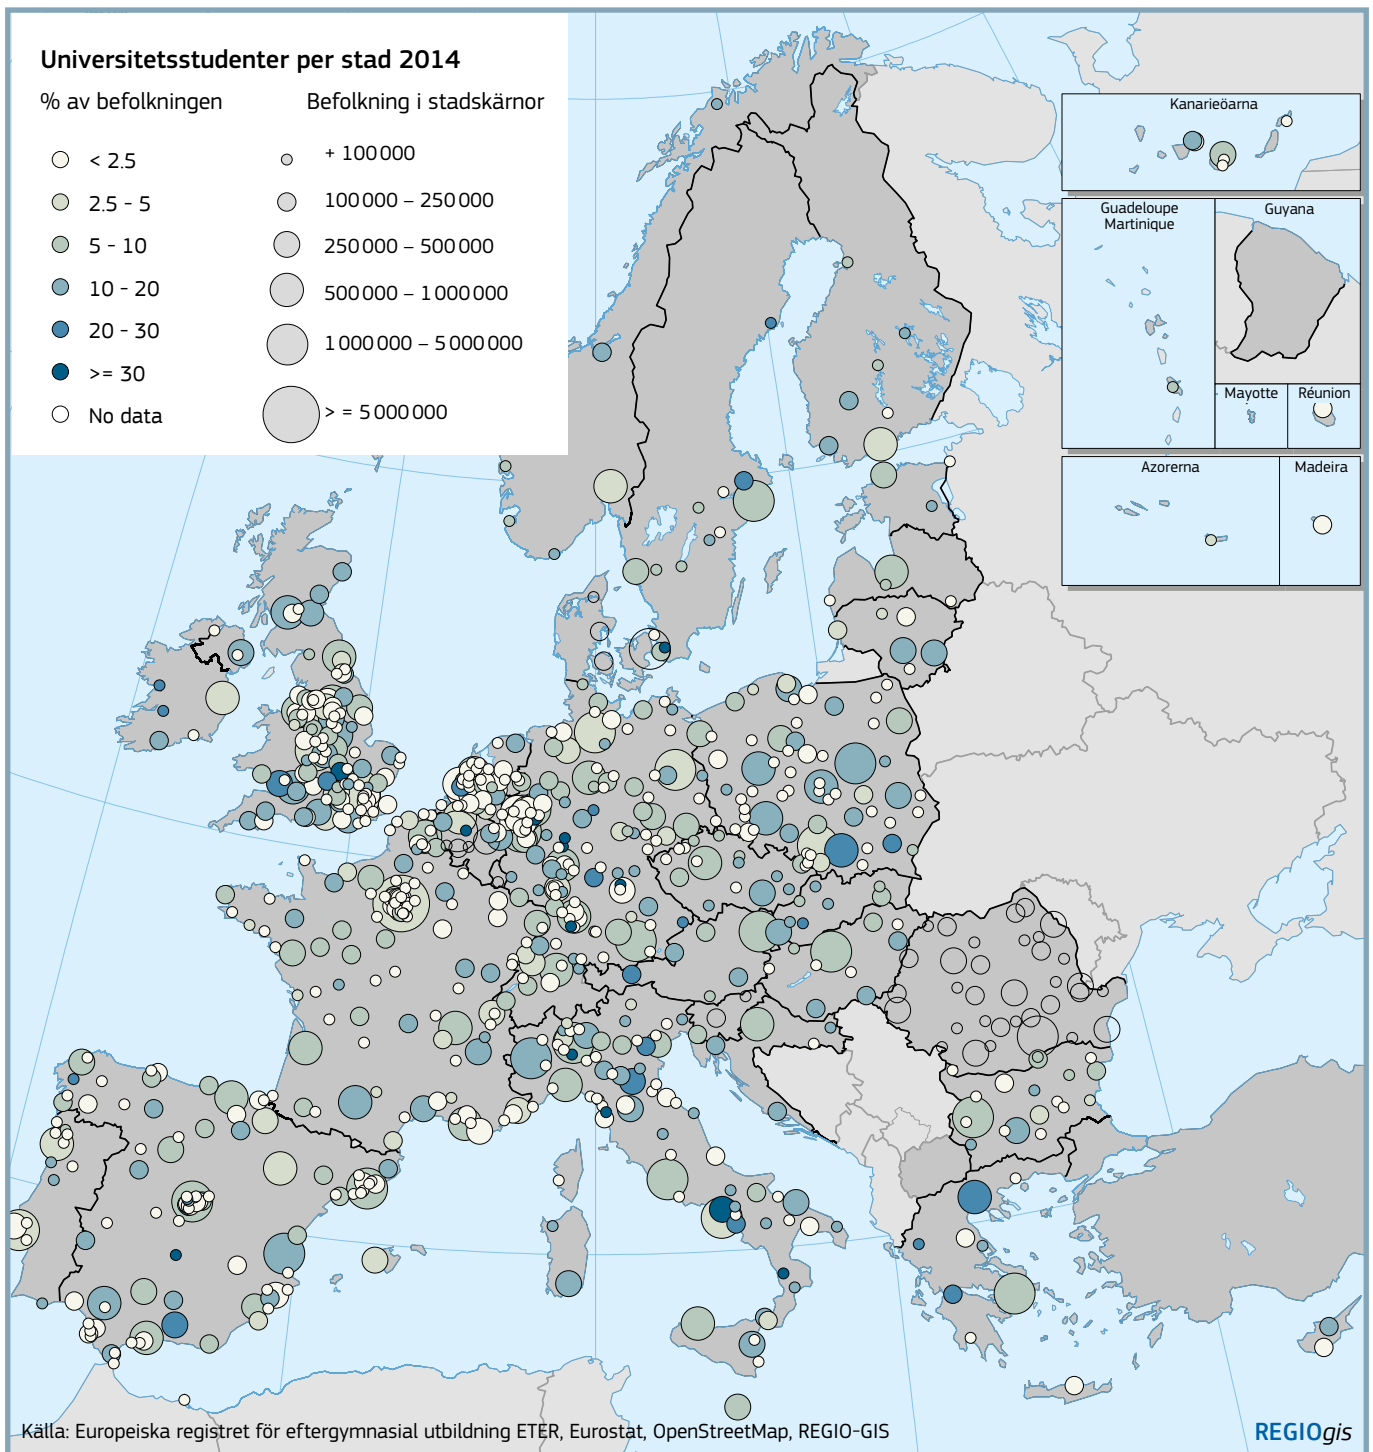 Universitetsstudenter per stad 2014
% av befolkningen
Befolkning i stadskärnor
< 2.5
2.5 - 5
5 - 10
10 - 20
20 - 30
>= 30
No data
+ 100 000
100 000 – 250 000
250 000 – 500 000
500 000 – 1 000 000
1 000 000 – 5 000 000
> = 5 000 000
Kanarieöarna
Guadeloupe
Martinique
Guyana
Mayotte
Réunion
Azorerna
Madeira
Källa: Europeiska registret för eftergymnasial utbildning ETER, Eurostat, OpenStreetMap, REGIO-GIS
REGIOgis